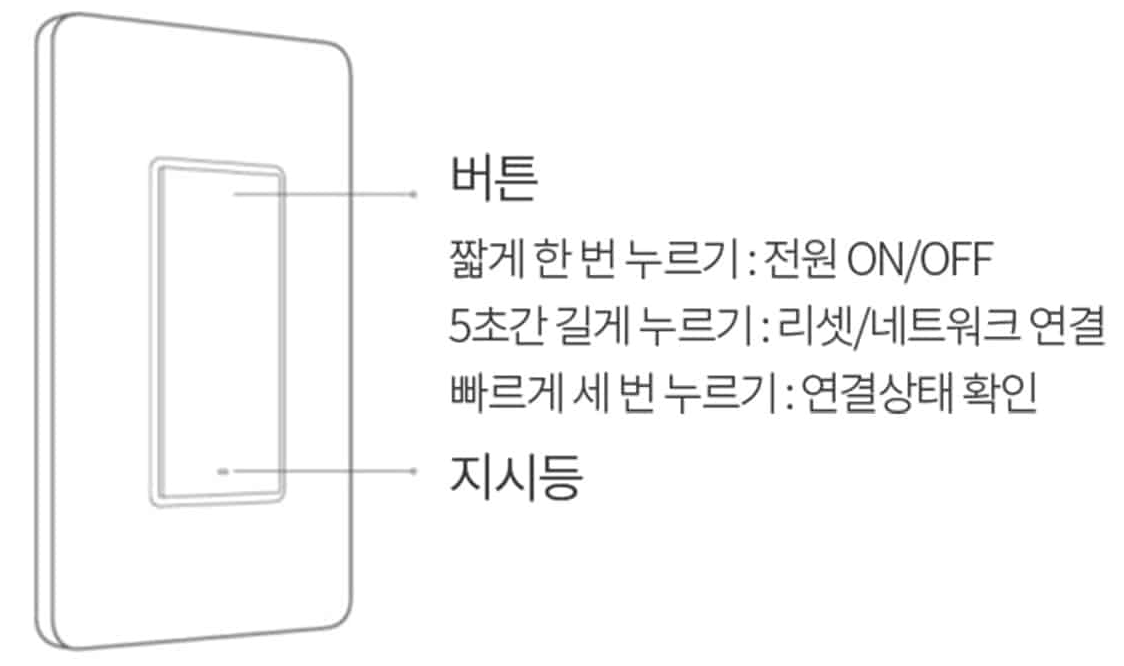 버튼
짧게 한 번 누르기 : 전원 ON/OFF
5초간 길게 누르기 : 리셋/네트워크 연결
빠르게 세 번 누르기 : 연결상태 확인
지시등